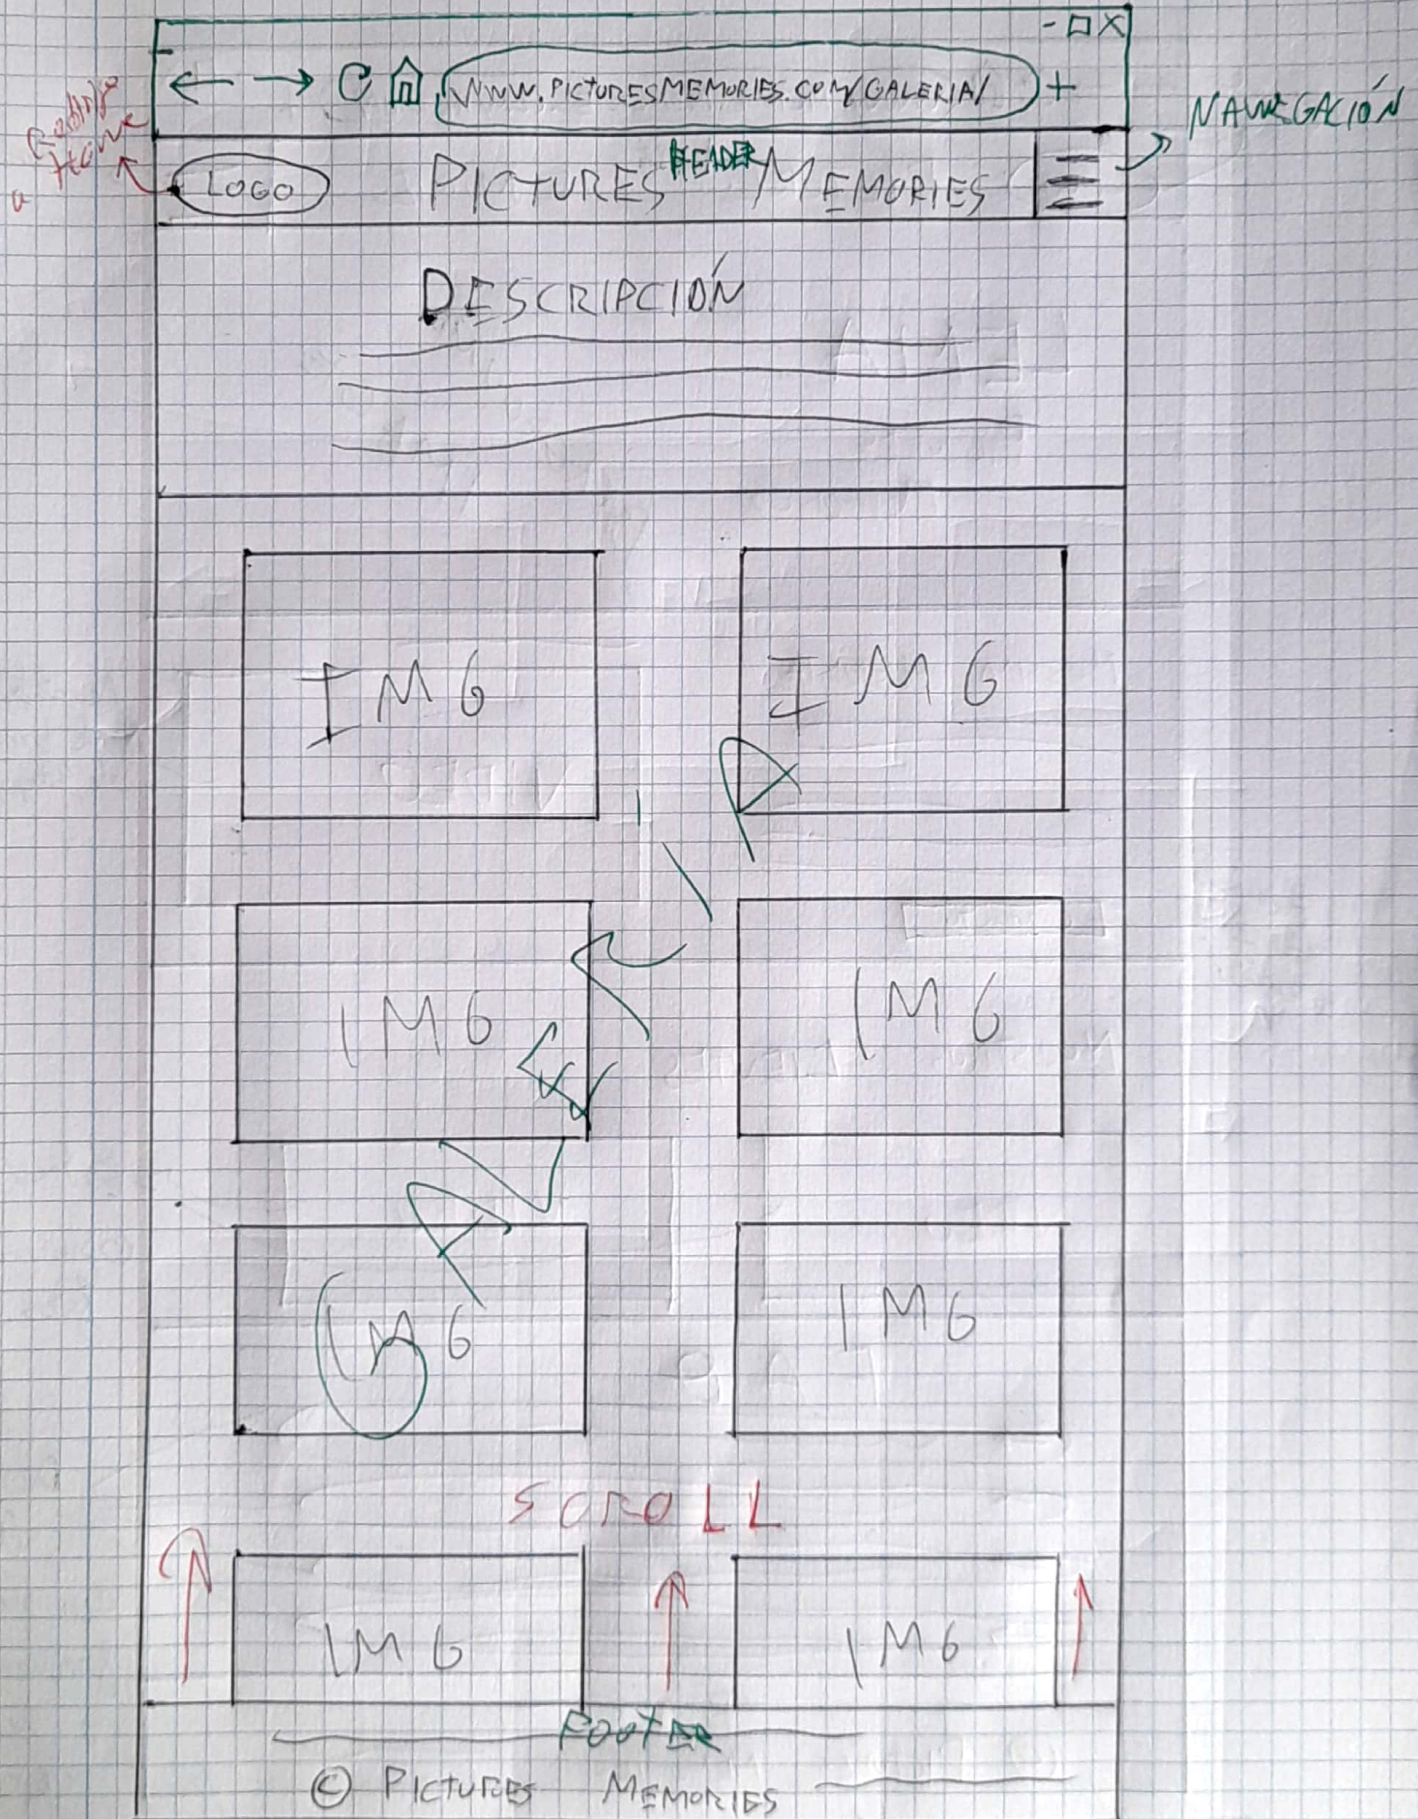 - □ X
← → WWW.PICTURESMEMORIES.COM/GALERIA/ +
NAVEGACIÓN
HEADER
LOGO PICTURES MEMORIES
Home
DESCRIPCIÓN
IMG IMG
IMG IMG
IMG IMG
SCROLL
IMG IMG
FOOTER
© PICTURES MEMORIES